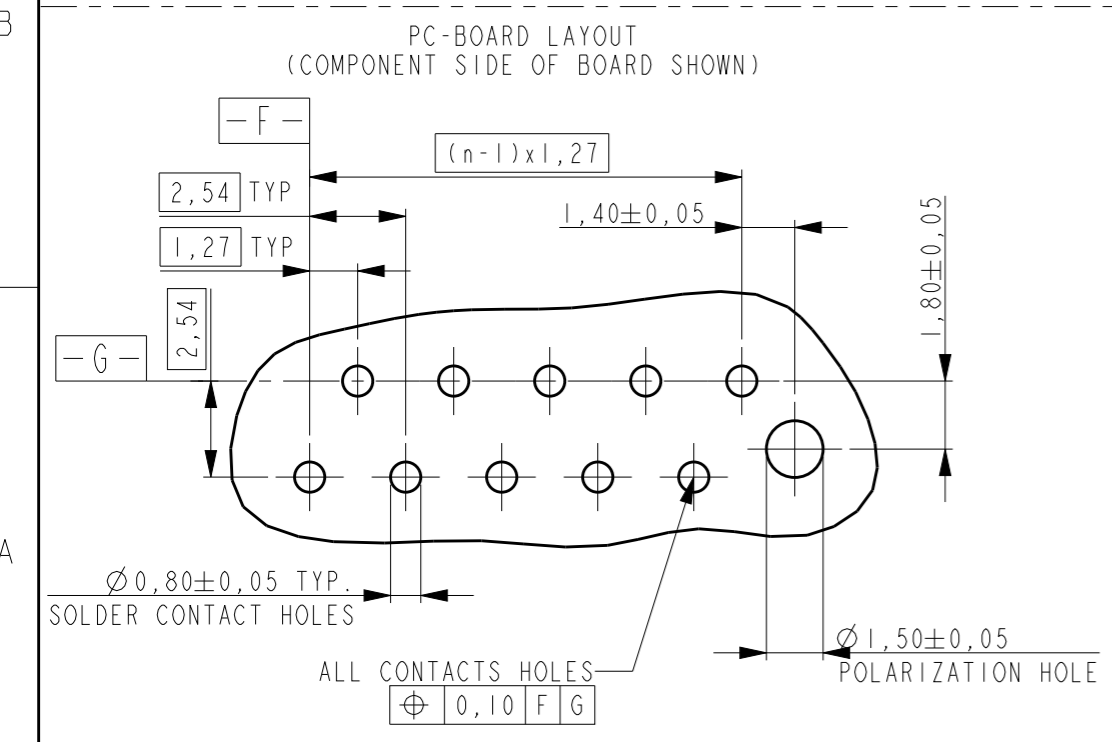 B
PC-BOARD LAYOUT
(COMPONENT SIDE OF BOARD SHOWN)
-F-
(n-1)x1,27
2,54 TYP
1,40±0,05
1,80±0,05
1,27 TYP
2,54
-G-
A
Ø0,80±0,05 TYP.
SOLDER CONTACT HOLES
Ø1,50±0,05
POLARIZATION HOLE
ALL CONTACTS HOLES
⌖ 0,10 F G